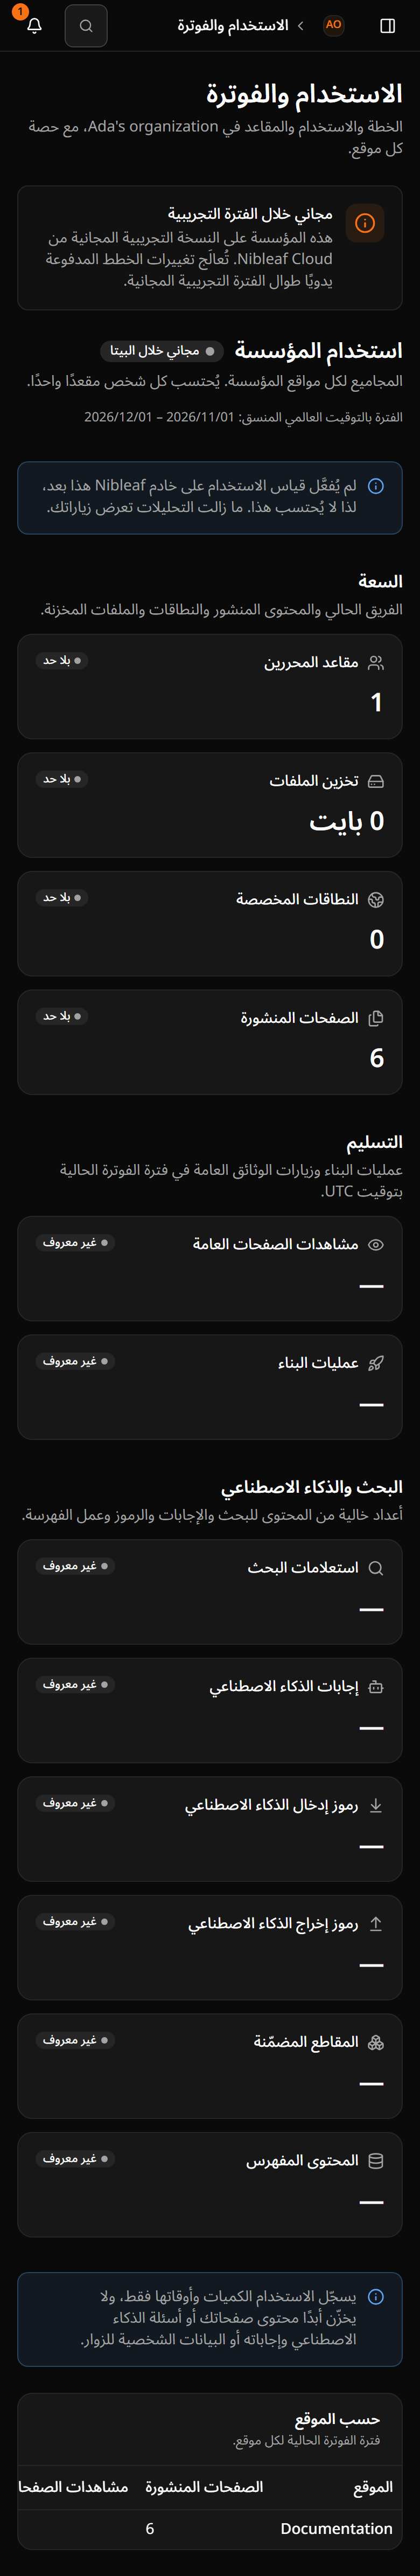 1
الاستخدام والفوترة
AO
الاستخدام والفوترة
الخطة والاستخدام والمقاعد في Ada's organization، مع حصة
كل موقع.
مجاني خلال الفترة التجريبية
هذه المؤسسة على النسخة التجريبية المجانية من
Nibleaf Cloud. تُعالَج تغييرات الخطط المدفوعة
يدويًا طوال الفترة التجريبية المجانية.
استخدام المؤسسة
مجاني خلال البيتا
المجاميع لكل مواقع المؤسسة. يُحتسب كل شخص مقعدًا واحدًا.
الفترة بالتوقيت العالمي المنسق: 2026/11/01 – 2026/12/01
لم يُفعَّل قياس الاستخدام على خادم Nibleaf هذا بعد،
لذا لا يُحتسب هذا. ما زالت التحليلات تعرض زياراتك.
السعة
الفريق الحالي والمحتوى المنشور والنطاقات والملفات المخزنة.
مقاعد المحررين
بلا حد
1
تخزين الملفات
بلا حد
0 بايت
النطاقات المخصصة
بلا حد
0
الصفحات المنشورة
بلا حد
6
التسليم
عمليات البناء وزيارات الوثائق العامة في فترة الفوترة الحالية
بتوقيت UTC.
مشاهدات الصفحات العامة
غير معروف
—
عمليات البناء
غير معروف
—
البحث والذكاء الاصطناعي
أعداد خالية من المحتوى للبحث والإجابات والرموز وعمل الفهرسة.
استعلامات البحث
غير معروف
—
إجابات الذكاء الاصطناعي
غير معروف
—
رموز إدخال الذكاء الاصطناعي
غير معروف
—
رموز إخراج الذكاء الاصطناعي
غير معروف
—
المقاطع المضمّنة
غير معروف
—
المحتوى المفهرس
غير معروف
—
يسجّل الاستخدام الكميات وأوقاتها فقط، ولا
يخزّن أبدًا محتوى صفحاتك أو أسئلة الذكاء
الاصطناعي وإجاباته أو البيانات الشخصية للزوار.
حسب الموقع
فترة الفوترة الحالية لكل موقع.
الموقع
الصفحات المنشورة
مشاهدات
Documentation
6